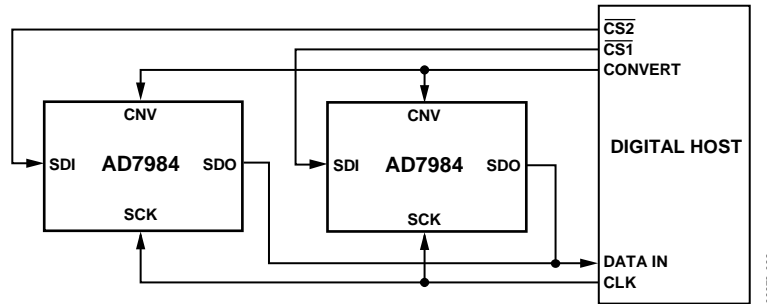 CS2
CS1
CONVERT
CNV
CNV
DIGITAL HOST
SDI AD7984 SDO
SDI AD7984 SDO
SCK
SCK
DATA IN
CLK